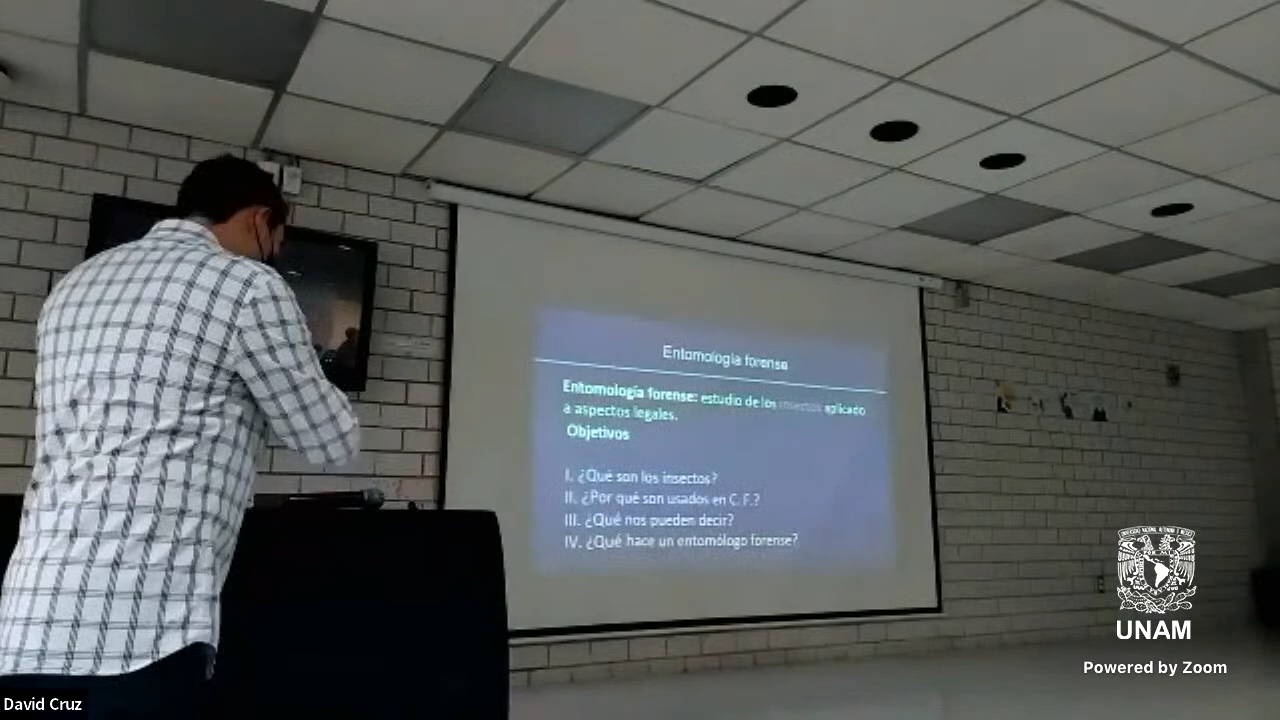 Entomología forense
Entomología forense: estudio de los insectos aplicado
a aspectos legales.
Objetivos
I. ¿Qué son los insectos?
II. ¿Por qué son usados en C. F.?
III. ¿Qué nos pueden decir?
IV. ¿Qué hace un entomólogo forense?
UNAM
Powered by Zoom
David Cruz